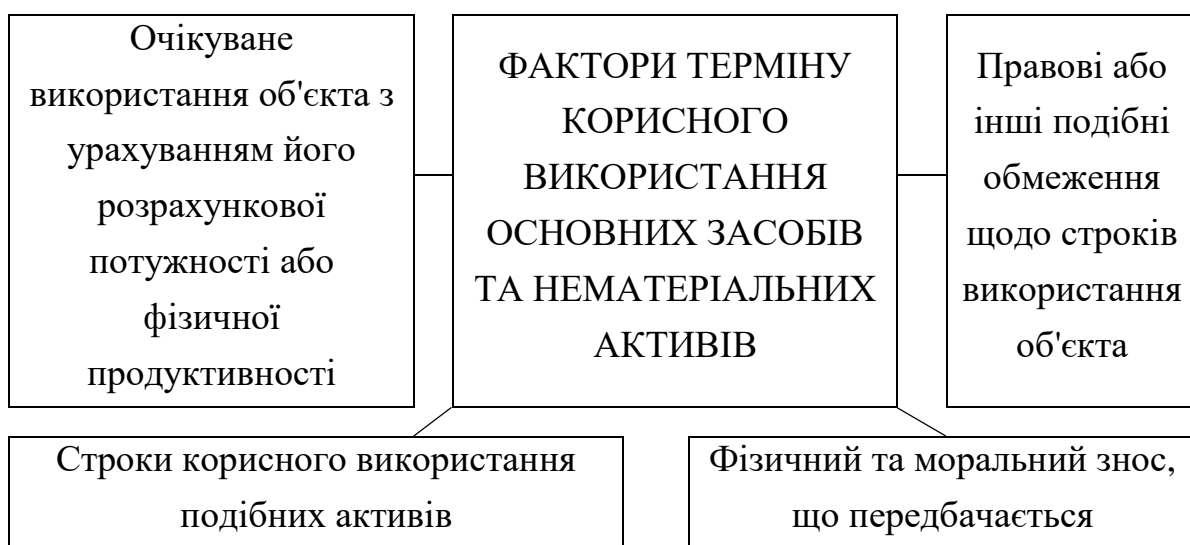 Очікуване
використання об'єкта з
урахуванням його
розрахункової
потужності або
фізичної
продуктивності
ФАКТОРИ ТЕРМІНУ
КОРИСНОГО
ВИКОРИСТАННЯ
ОСНОВНИХ ЗАСОБІВ
ТА НЕМАТЕРІАЛЬНИХ
АКТИВІВ
Правові або
інші подібні
обмеження
щодо строків
використання
об'єкта
Строки корисного використання
подібних активів
Фізичний та моральний знос,
що передбачається